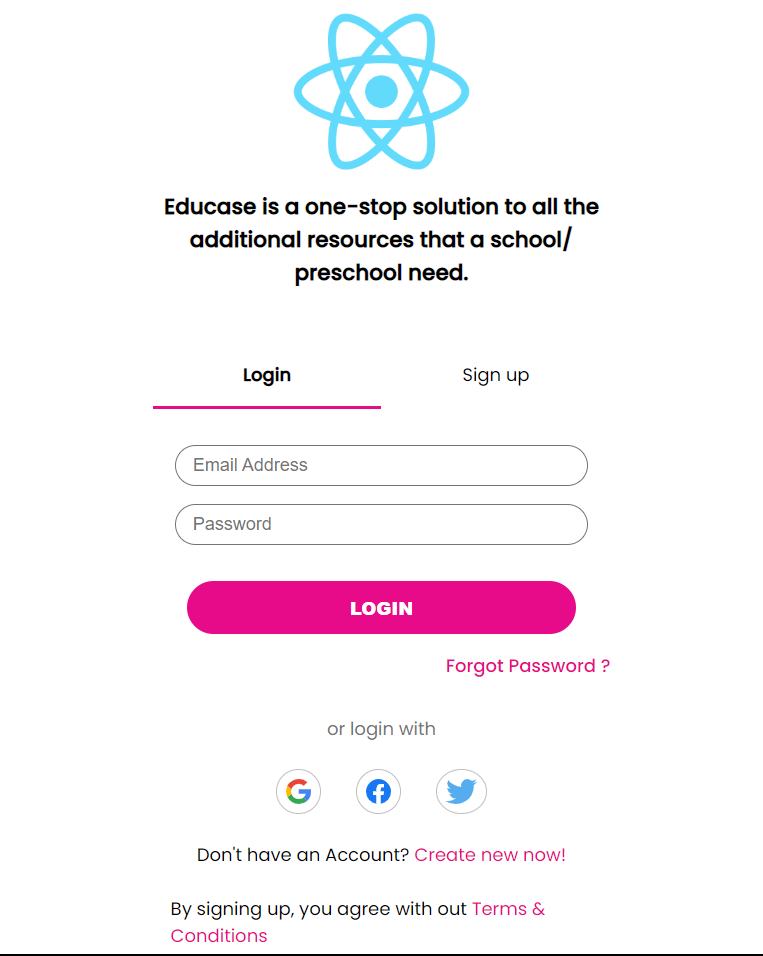 Educase is a one-stop solution to all the
additional resources that a school/
preschool need.
Login
Sign up
Email Address
Password
LOGIN
Forgot Password ?
or login with
Don't have an Account? Create new now!
By signing up, you agree with out Terms &
Conditions